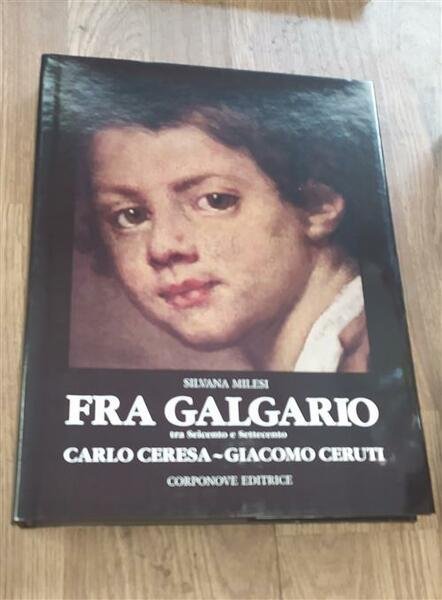 SILVANA MILESI
FRA GALGARIO
tra Seicento e Settecento
CARLO CERESA ~ GIACOMO CERUTI
CORPONOVE EDITRICE